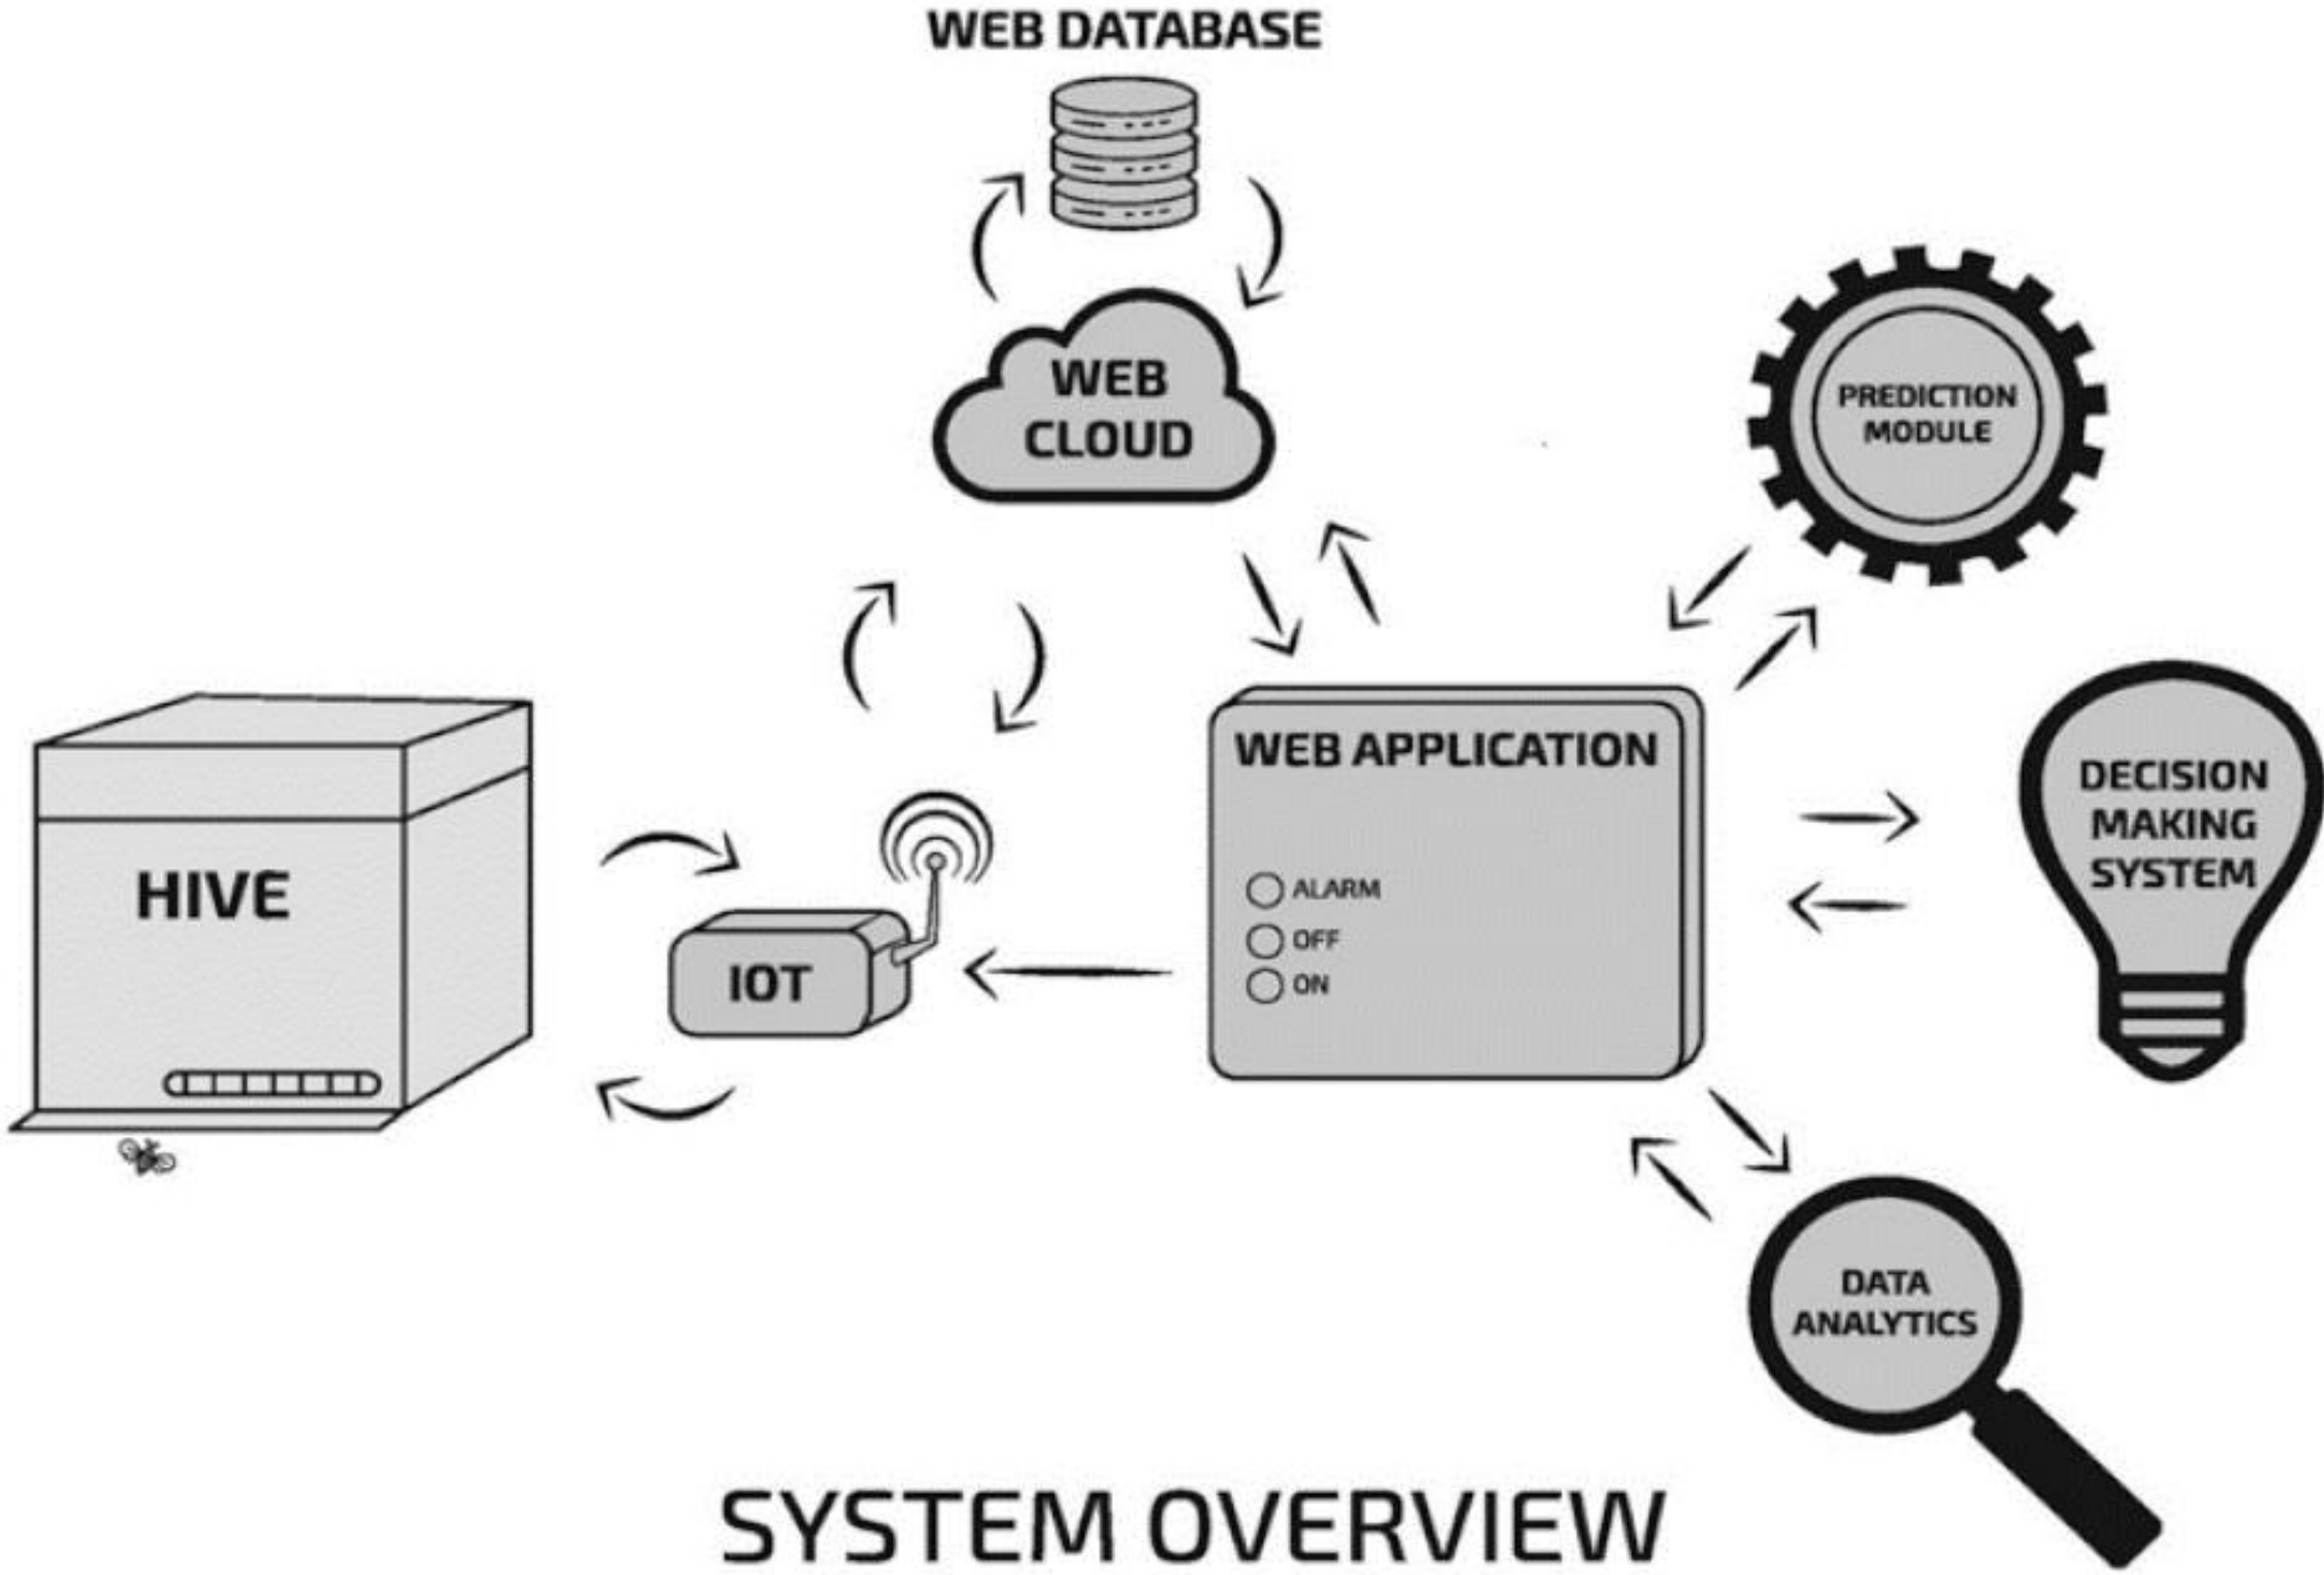 WEB DATABASE
WEB
CLOUD
PREDICTION
MODULE
HIVE
IOT
WEB APPLICATION
ALARM
OFF
ON
DECISION
MAKING
SYSTEM
DATA
ANALYTICS
SYSTEM OVERVIEW